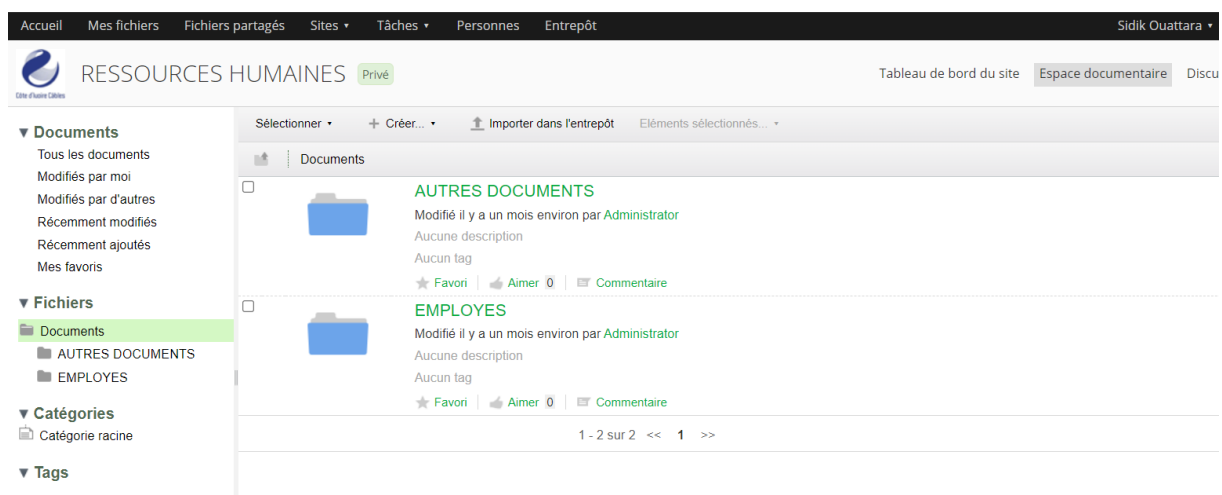 Accueil Mes fichiers Fichiers partagés Sites Tâches Personnes Entrepôt Sidik Ouattara
Côte d'Ivoire Câbles
RESSOURCES HUMAINES Privé Tableau de bord du site Espace documentaire Discu
Documents
Tous les documents
Modifiés par moi
Modifiés par d'autres
Récemment modifiés
Récemment ajoutés
Mes favoris
Fichiers
Documents
AUTRES DOCUMENTS
EMPLOYES
Catégories
Catégorie racine
Tags
Sélectionner + Créer... Importer dans l'entrepôt Eléments sélectionnés...
Documents
AUTRES DOCUMENTS
Modifié il y a un mois environ par Administrator
Aucune description
Aucun tag
Favori Aimer 0 Commentaire
EMPLOYES
Modifié il y a un mois environ par Administrator
Aucune description
Aucun tag
Favori Aimer 0 Commentaire
1 - 2 sur 2 << 1 >>